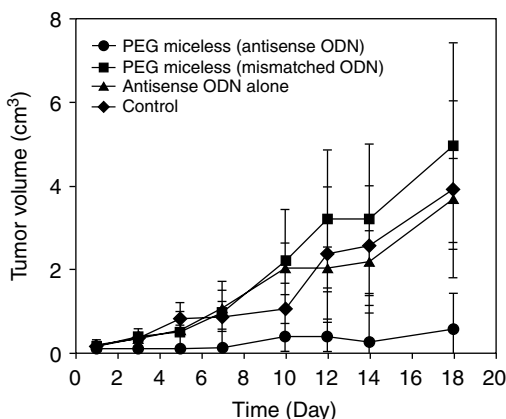 8
6
4
2
0
Tumor volume (cm³)
PEG miceless (antisense ODN)
PEG miceless (mismatched ODN)
Antisense ODN alone
Control
0 2 4 6 8 10 12 14 16 18 20
Time (Day)